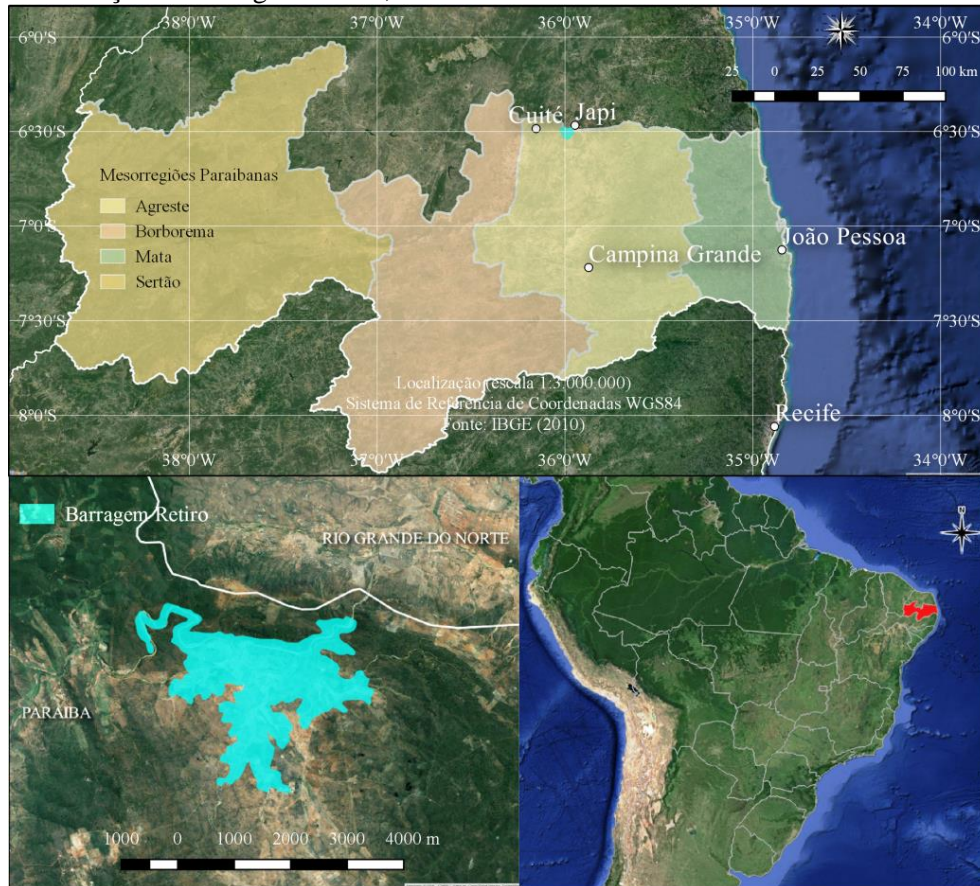 6°0'S
38°0'W
37°0'W
36°0'W
35°0'W
34°0'W
6°0'S
25 0 25 50 75 100 km
Cuité
Japi
6°30'S
6°30'S
Mesorregiões Paraibanas
Agreste
Borborema
Mata
Sertão
7°0'S
7°0'S
João Pessoa
Campina Grande
7°30'S
7°30'S
Localização (escala 1:3.000.000)
Sistema de Referência de Coordenadas WGS84
Fonte: IBGE (2010)
8°0'S
8°0'S
Recife
38°0'W
37°0'W
36°0'W
35°0'W
34°0'W
Barragem Retiro
RIO GRANDE DO NORTE
PARAÍBA
1000 0 1000 2000 3000 4000 m
N